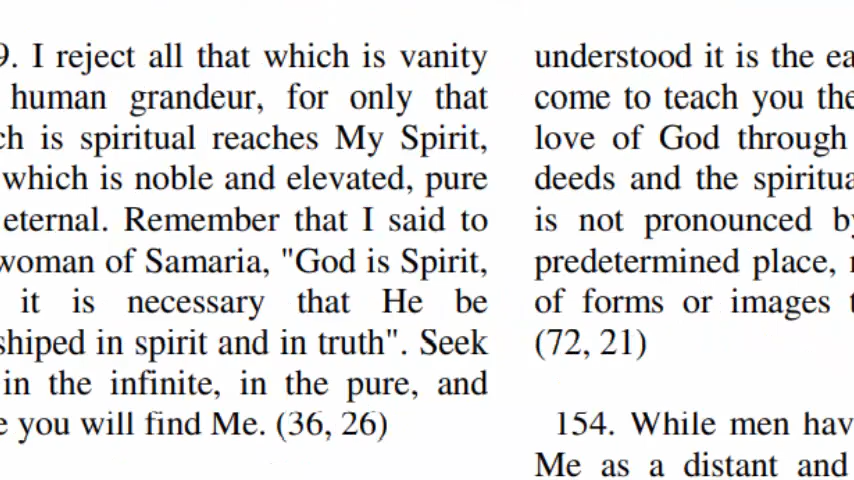 9. I reject all that which is vanity
human grandeur, for only that
ch is spiritual reaches My Spirit,
which is noble and elevated, pure
eternal. Remember that I said to
woman of Samaria, "God is Spirit,
it is necessary that He be
shiped in spirit and in truth". Seek
in the infinite, in the pure, and
e you will find Me. (36, 26)
understood it is the ea
come to teach you the
love of God through
deeds and the spiritua
is not pronounced by
predetermined place, 
of forms or images t
(72, 21)
154. While men hav
Me as a distant and